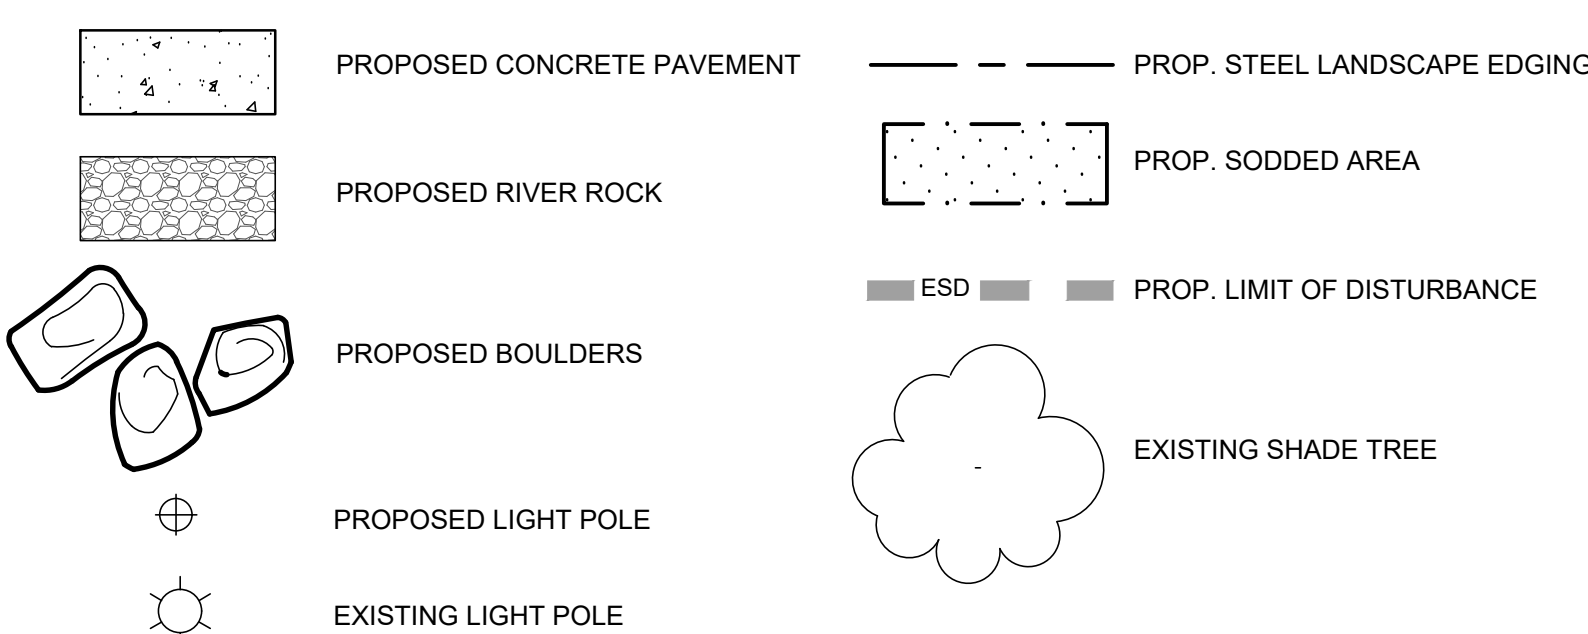 PROPOSED CONCRETE PAVEMENT
PROPOSED RIVER ROCK
PROPOSED BOULDERS
PROPOSED LIGHT POLE
EXISTING LIGHT POLE
PROP. STEEL LANDSCAPE EDGING
PROP. SODDED AREA
ESD PROP. LIMIT OF DISTURBANCE
EXISTING SHADE TREE